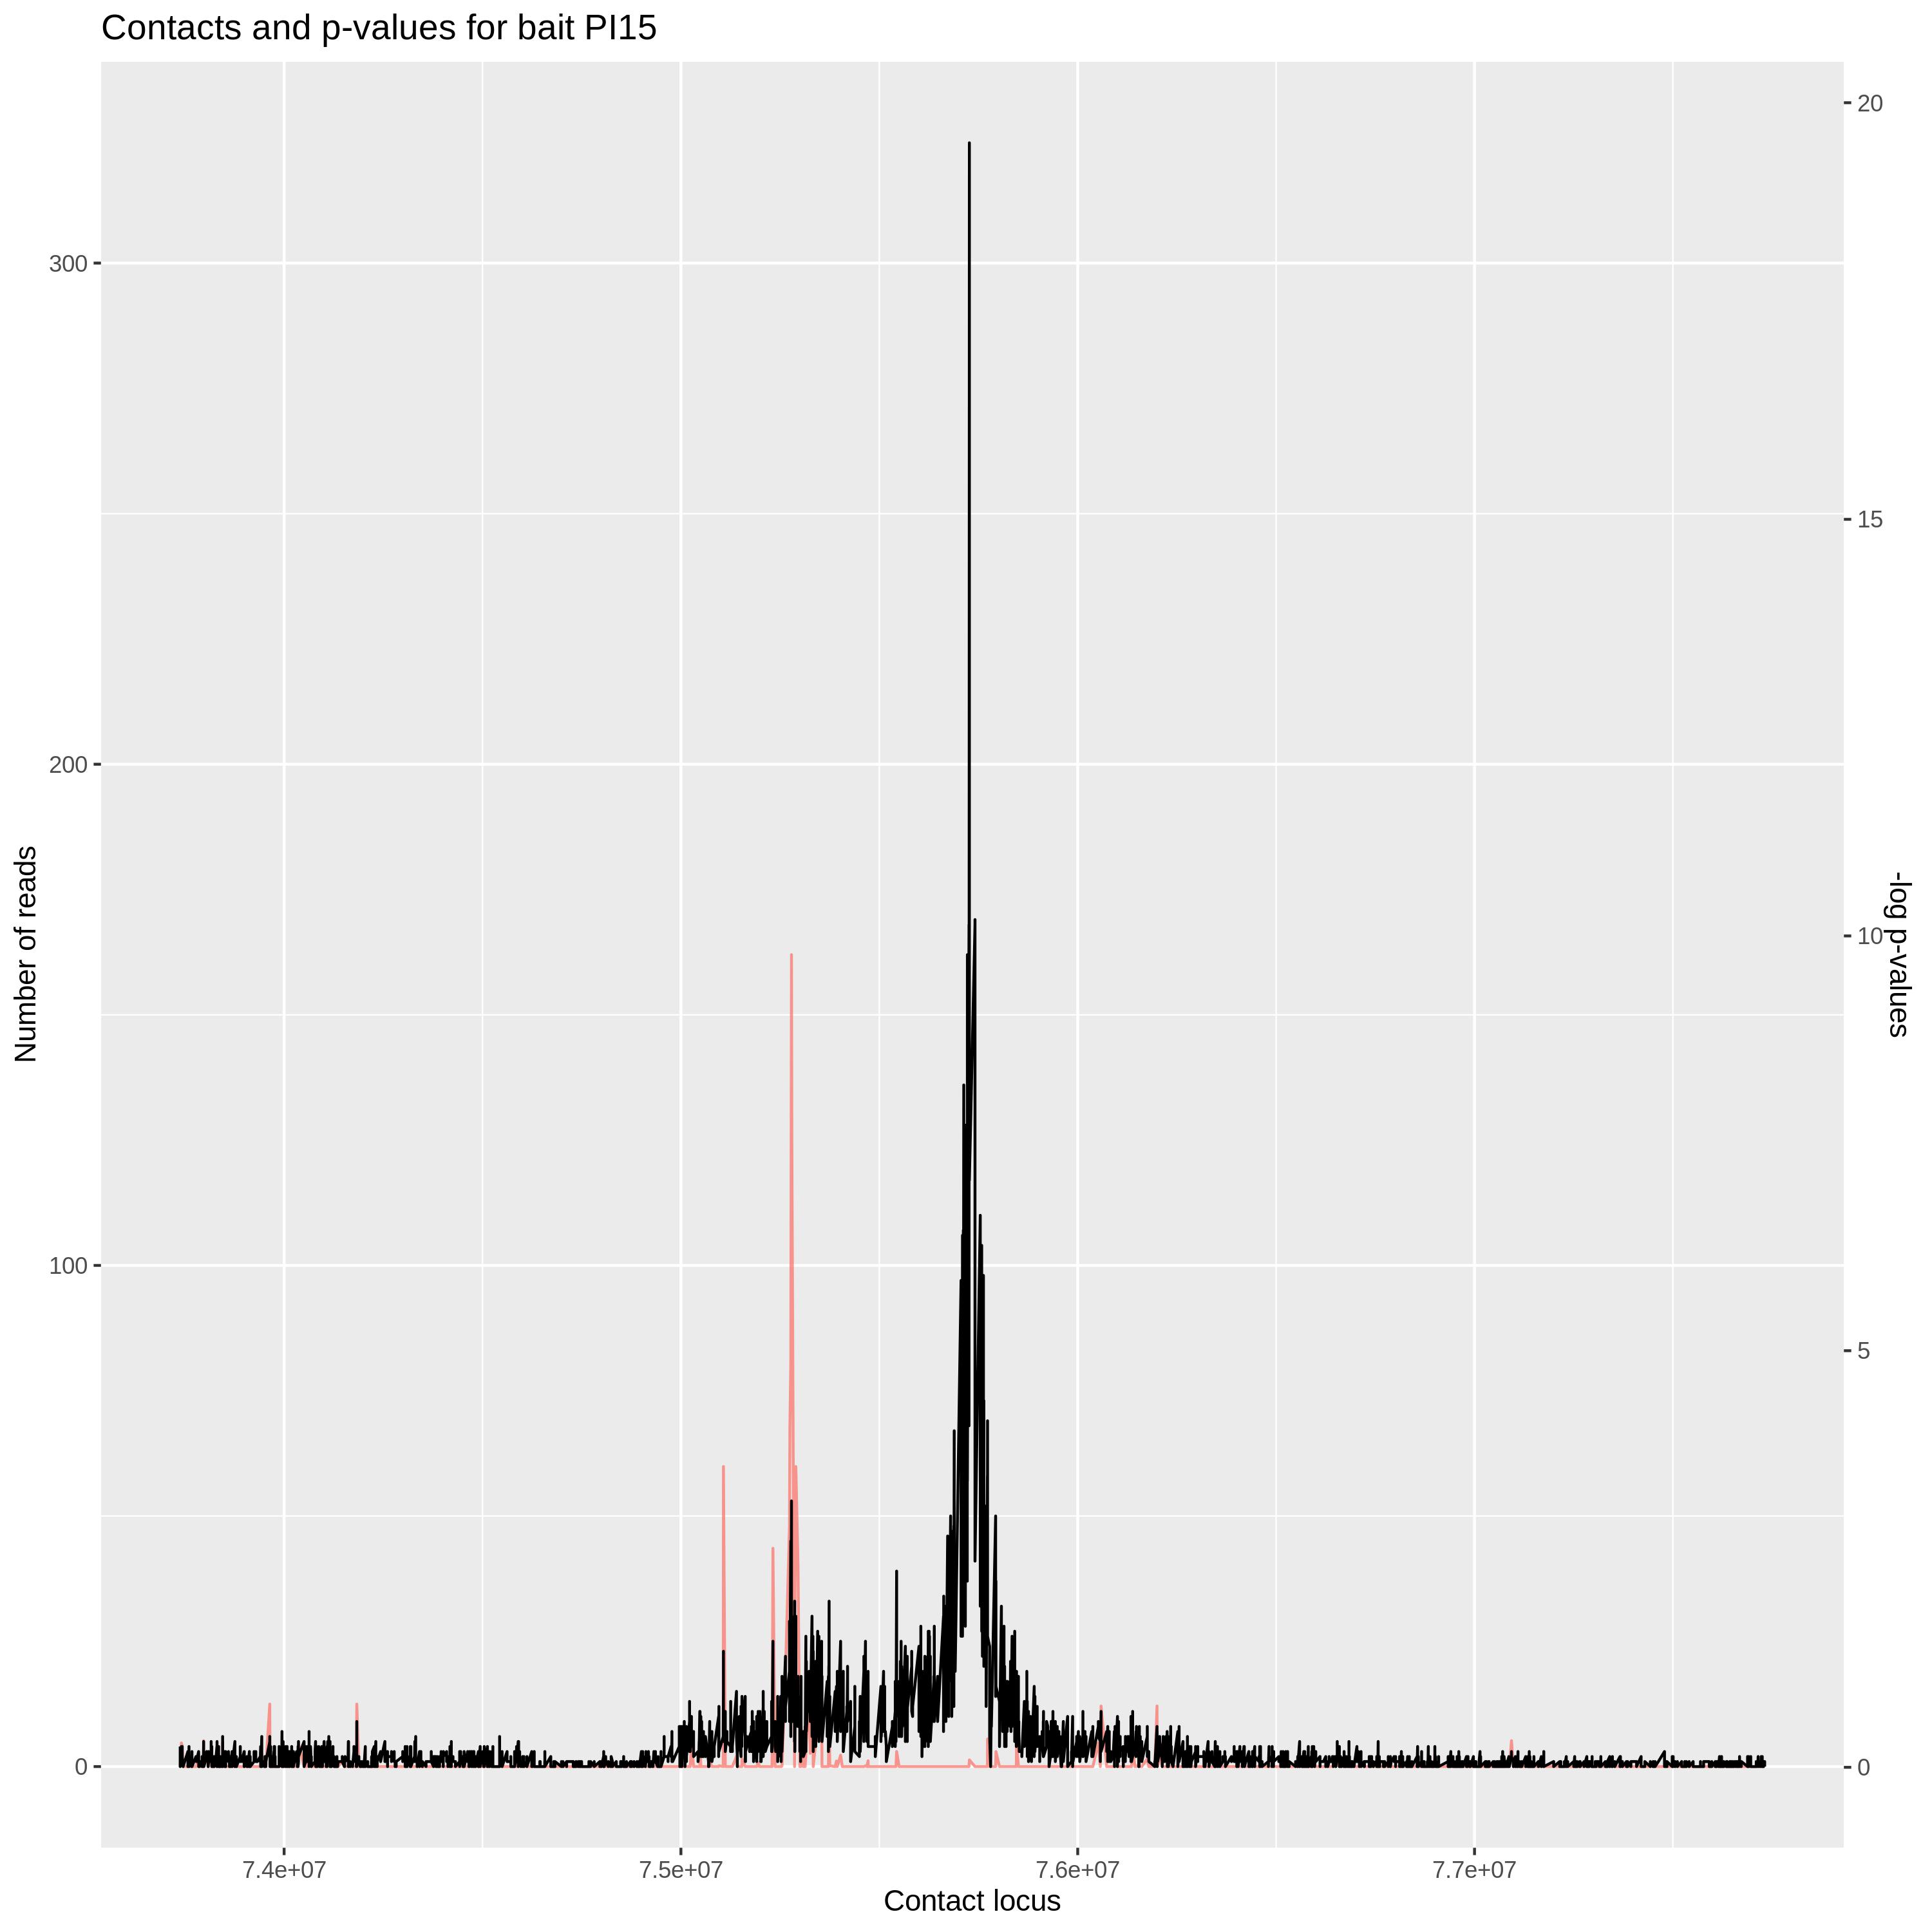 Contacts and p-values for bait PI15
Number of reads
300
200
100
0
20
15
10
5
0
-log p-values
7.4e+07 7.5e+07 7.6e+07 7.7e+07
Contact locus